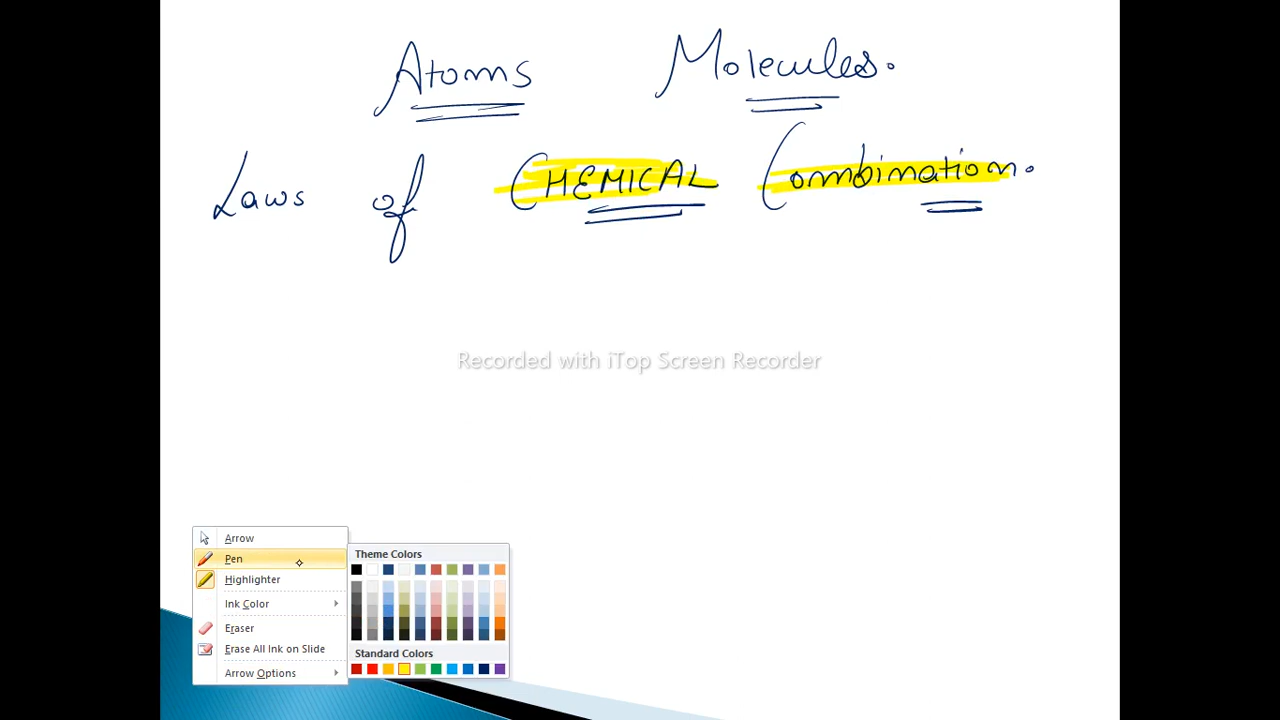 Atoms Molecules.
Laws of CHEMICAL Combination.
Recorded with iTop Screen Recorder
Arrow
Pen
Highlighter
Ink Color
Eraser
Erase All Ink on Slide
Arrow Options
Theme Colors
Standard Colors